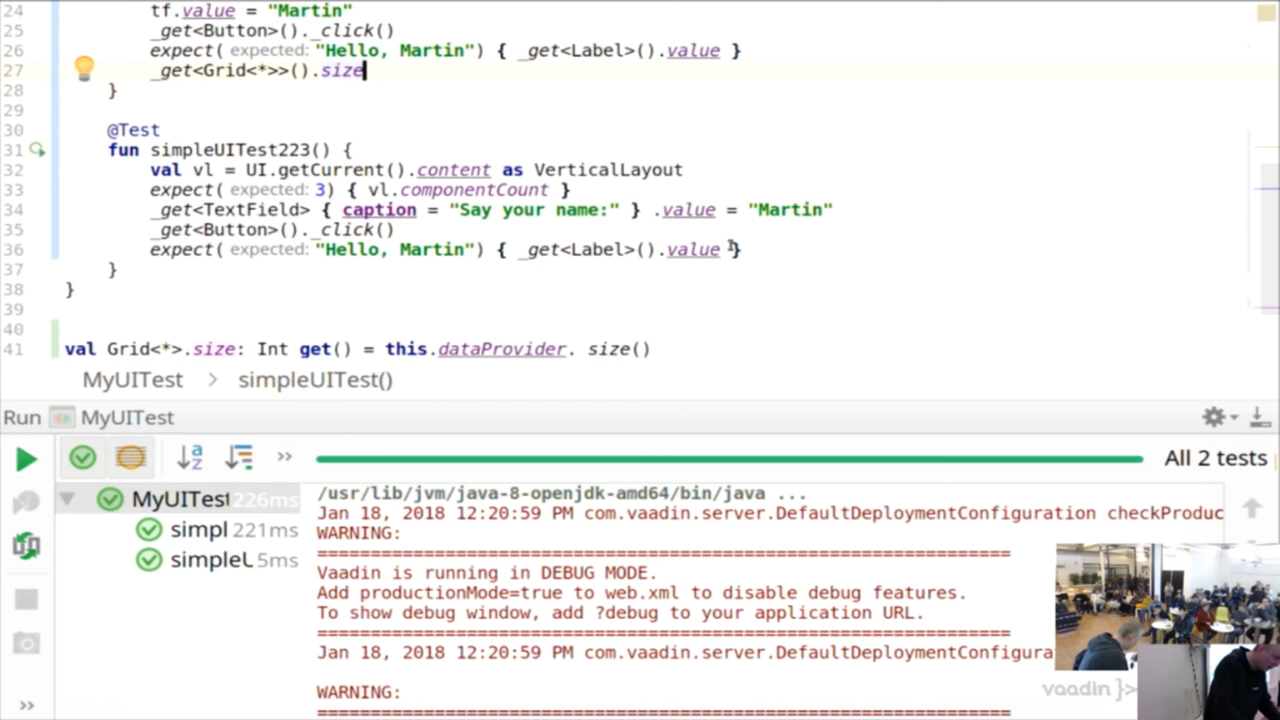 24 tf.value = "Martin"
25 _get<Button>()._click()
26 expect( expected: "Hello, Martin") { _get<Label>().value }
27 _get<Grid<*>>().size
28 }
29
30 @Test
31 fun simpleUITest223() {
32 val vl = UI.getCurrent().content as VerticalLayout
33 expect( expected: 3) { vl.componentCount }
34 _get<TextField> { caption = "Say your name:" } .value = "Martin"
35 _get<Button>()._click()
36 expect( expected: "Hello, Martin") { _get<Label>().value }
37 }
38 }
39
40
41 val Grid<*>.size: Int get() = this.dataProvider. size()
MyUITest > simpleUITest()
Run MyUITest
All 2 tests
MyUITest 226ms
simpl 221ms
simpleU 5ms
/usr/lib/jvm/java-8-openjdk-amd64/bin/java ...
Jan 18, 2018 12:20:59 PM com.vaadin.server.DefaultDeploymentConfiguration checkProduc
WARNING:
=================================================================
Vaadin is running in DEBUG MODE.
Add productionMode=true to web.xml to disable debug features.
To show debug window, add ?debug to your application URL.
=================================================================
Jan 18, 2018 12:20:59 PM com.vaadin.server.DefaultDeploymentConfigura
WARNING:
=================================================================
vaadin }>